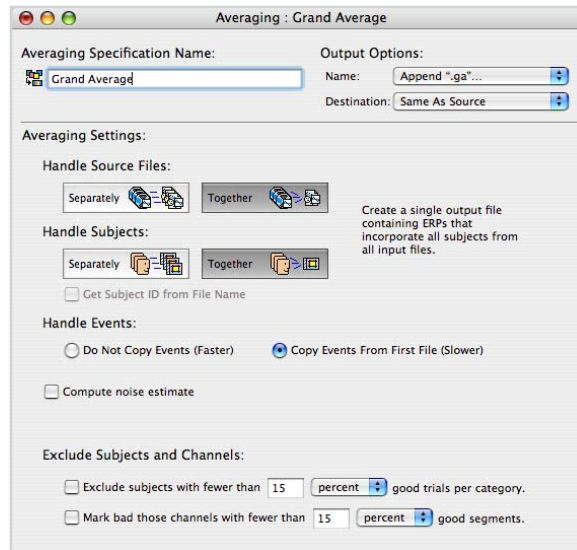 Averaging : Grand Average
Averaging Specification Name:
Grand Average
Output Options:
Name: Append ".ga"...
Destination: Same As Source
Averaging Settings:
Handle Source Files:
Separately Together
Create a single output file
containing ERPs that
incorporate all subjects from
all input files.
Handle Subjects:
Separately Together
Get Subject ID from File Name
Handle Events:
Do Not Copy Events (Faster) Copy Events From First File (Slower)
Compute noise estimate
Exclude Subjects and Channels:
Exclude subjects with fewer than 15 percent good trials per category.
Mark bad those channels with fewer than 15 percent good segments.